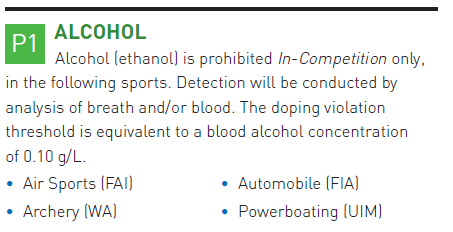 P1 ALCOHOL
Alcohol (ethanol) is prohibited In-Competition only,
in the following sports. Detection will be conducted by
analysis of breath and/or blood. The doping violation
threshold is equivalent to a blood alcohol concentration
of 0.10 g/L.
• Air Sports (FAI)
• Archery (WA)
• Automobile (FIA)
• Powerboating (UIM)